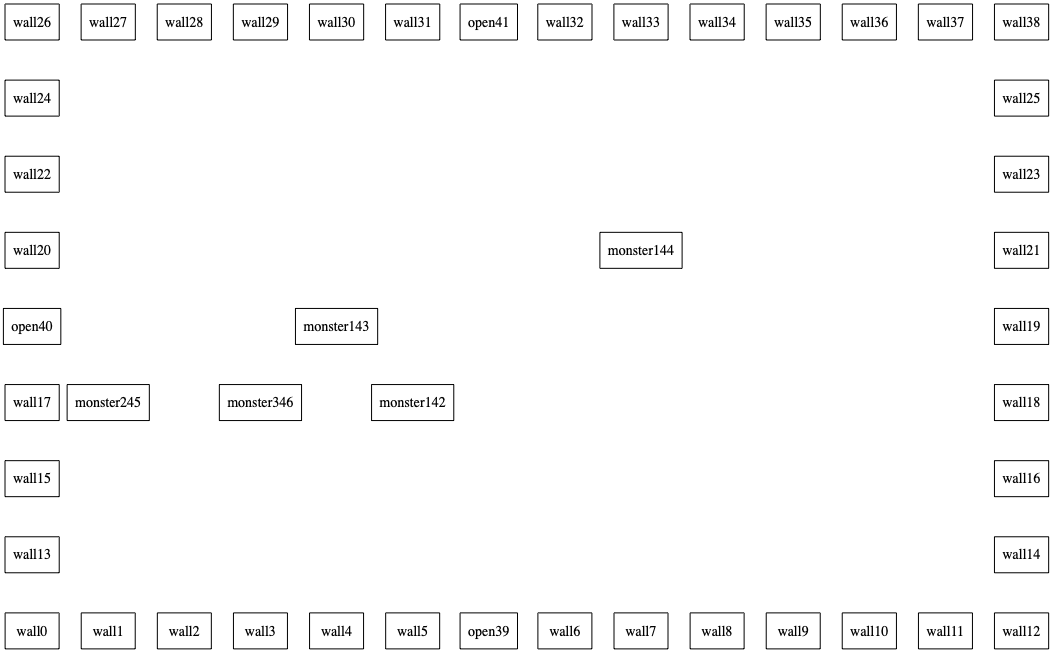 wall26 wall27 wall28 wall29 wall30 wall31 open41 wall32 wall33 wall34 wall35 wall36 wall37 wall38
wall24 wall25
wall22 wall23
wall20 monster144 wall21
open40 monster143 wall19
wall17 monster245 monster346 monster142 wall18
wall15 wall16
wall13 wall14
wall0 wall1 wall2 wall3 wall4 wall5 open39 wall6 wall7 wall8 wall9 wall10 wall11 wall12